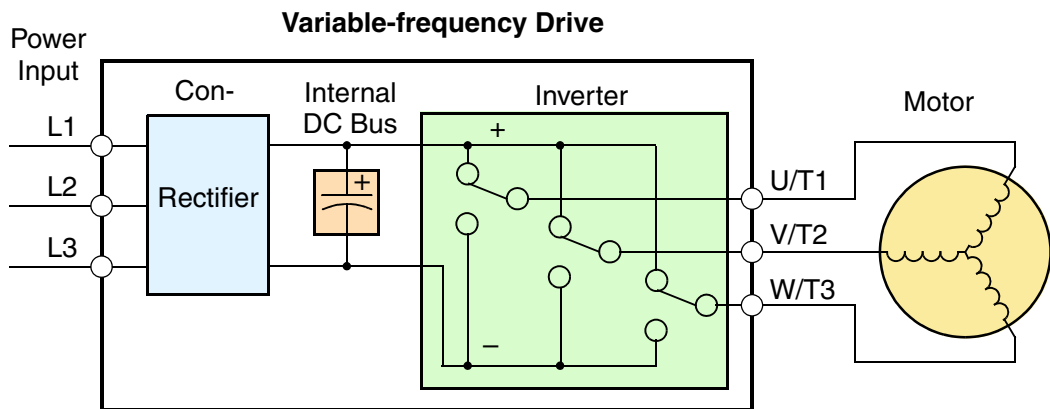 Variable-frequency Drive
Power
Input
Con-
Internal
DC Bus
Inverter
Motor
L1
L2
L3
Rectifier
+
+
–
U/T1
V/T2
W/T3